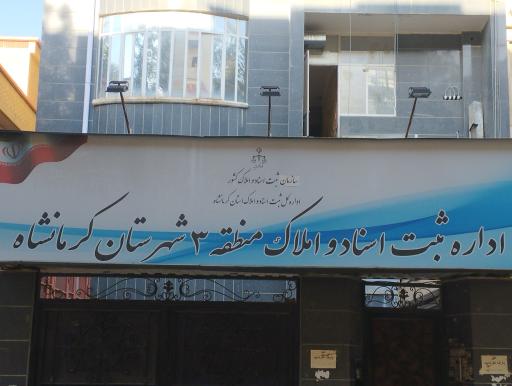 سازمان ثبت اسناد و املاک کشور
اداره کل ثبت اسناد و املاک استان کرمانشاه
اداره ثبت اسناد و املاک منطقه ۳ شهرستان کرمانشاه